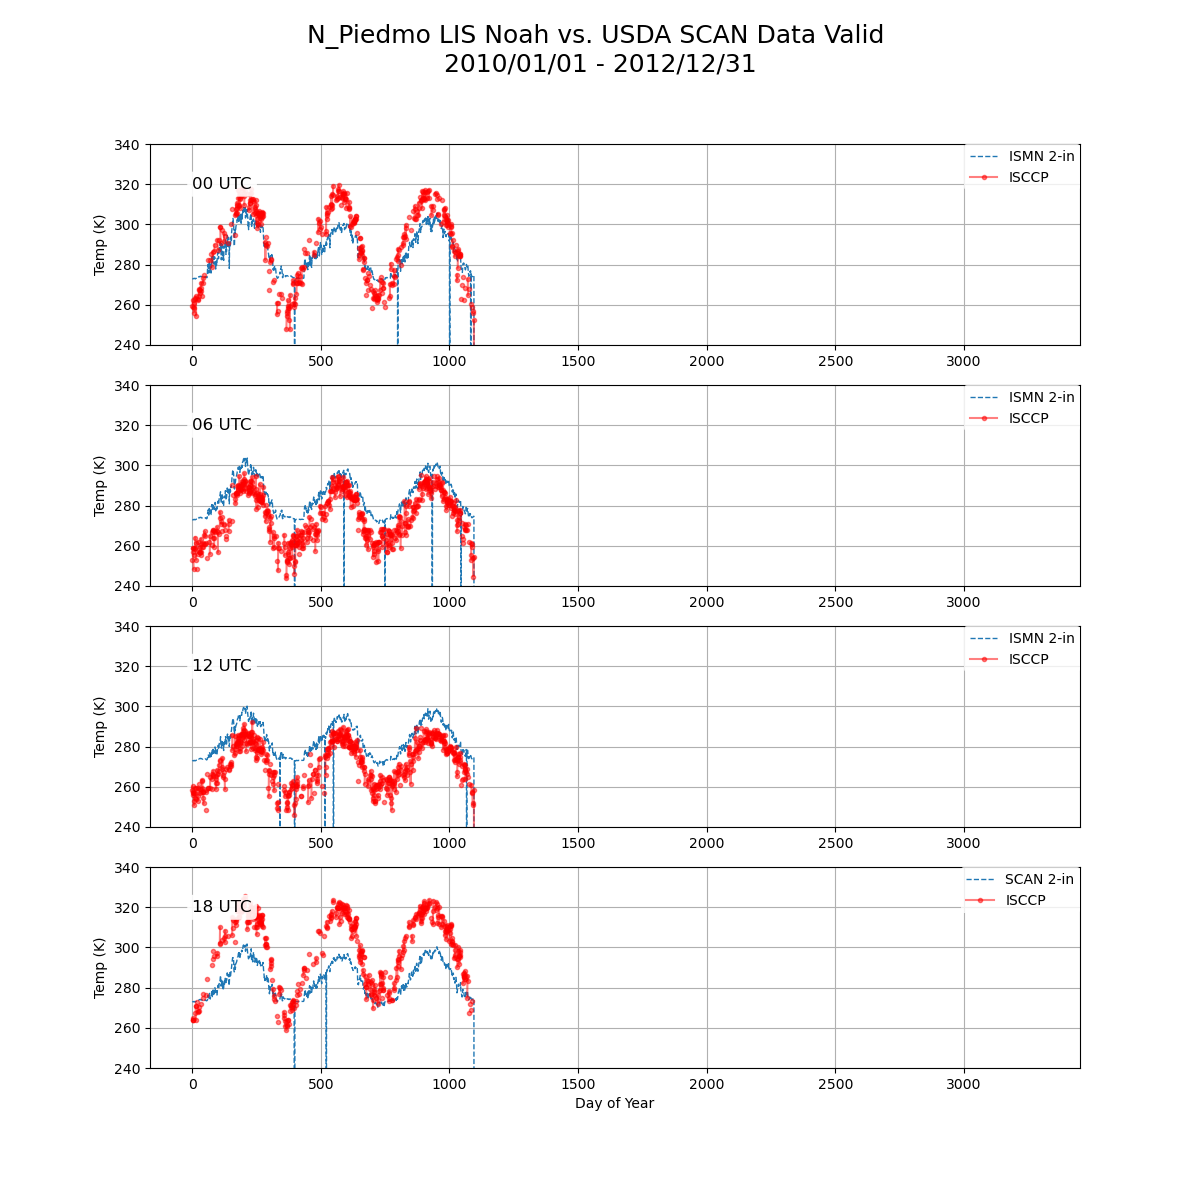 N_Piedmo LIS Noah vs. USDA SCAN Data Valid
2010/01/01 - 2012/12/31
340
320
300
280
260
240
Temp (K)
00 UTC
ISMN 2-in
ISCCP
0 500 1000 1500 2000 2500 3000
340
320
300
280
260
240
Temp (K)
06 UTC
ISMN 2-in
ISCCP
0 500 1000 1500 2000 2500 3000
340
320
300
280
260
240
Temp (K)
12 UTC
ISMN 2-in
ISCCP
0 500 1000 1500 2000 2500 3000
340
320
300
280
260
240
Temp (K)
18 UTC
SCAN 2-in
ISCCP
0 500 1000 1500 2000 2500 3000
Day of Year